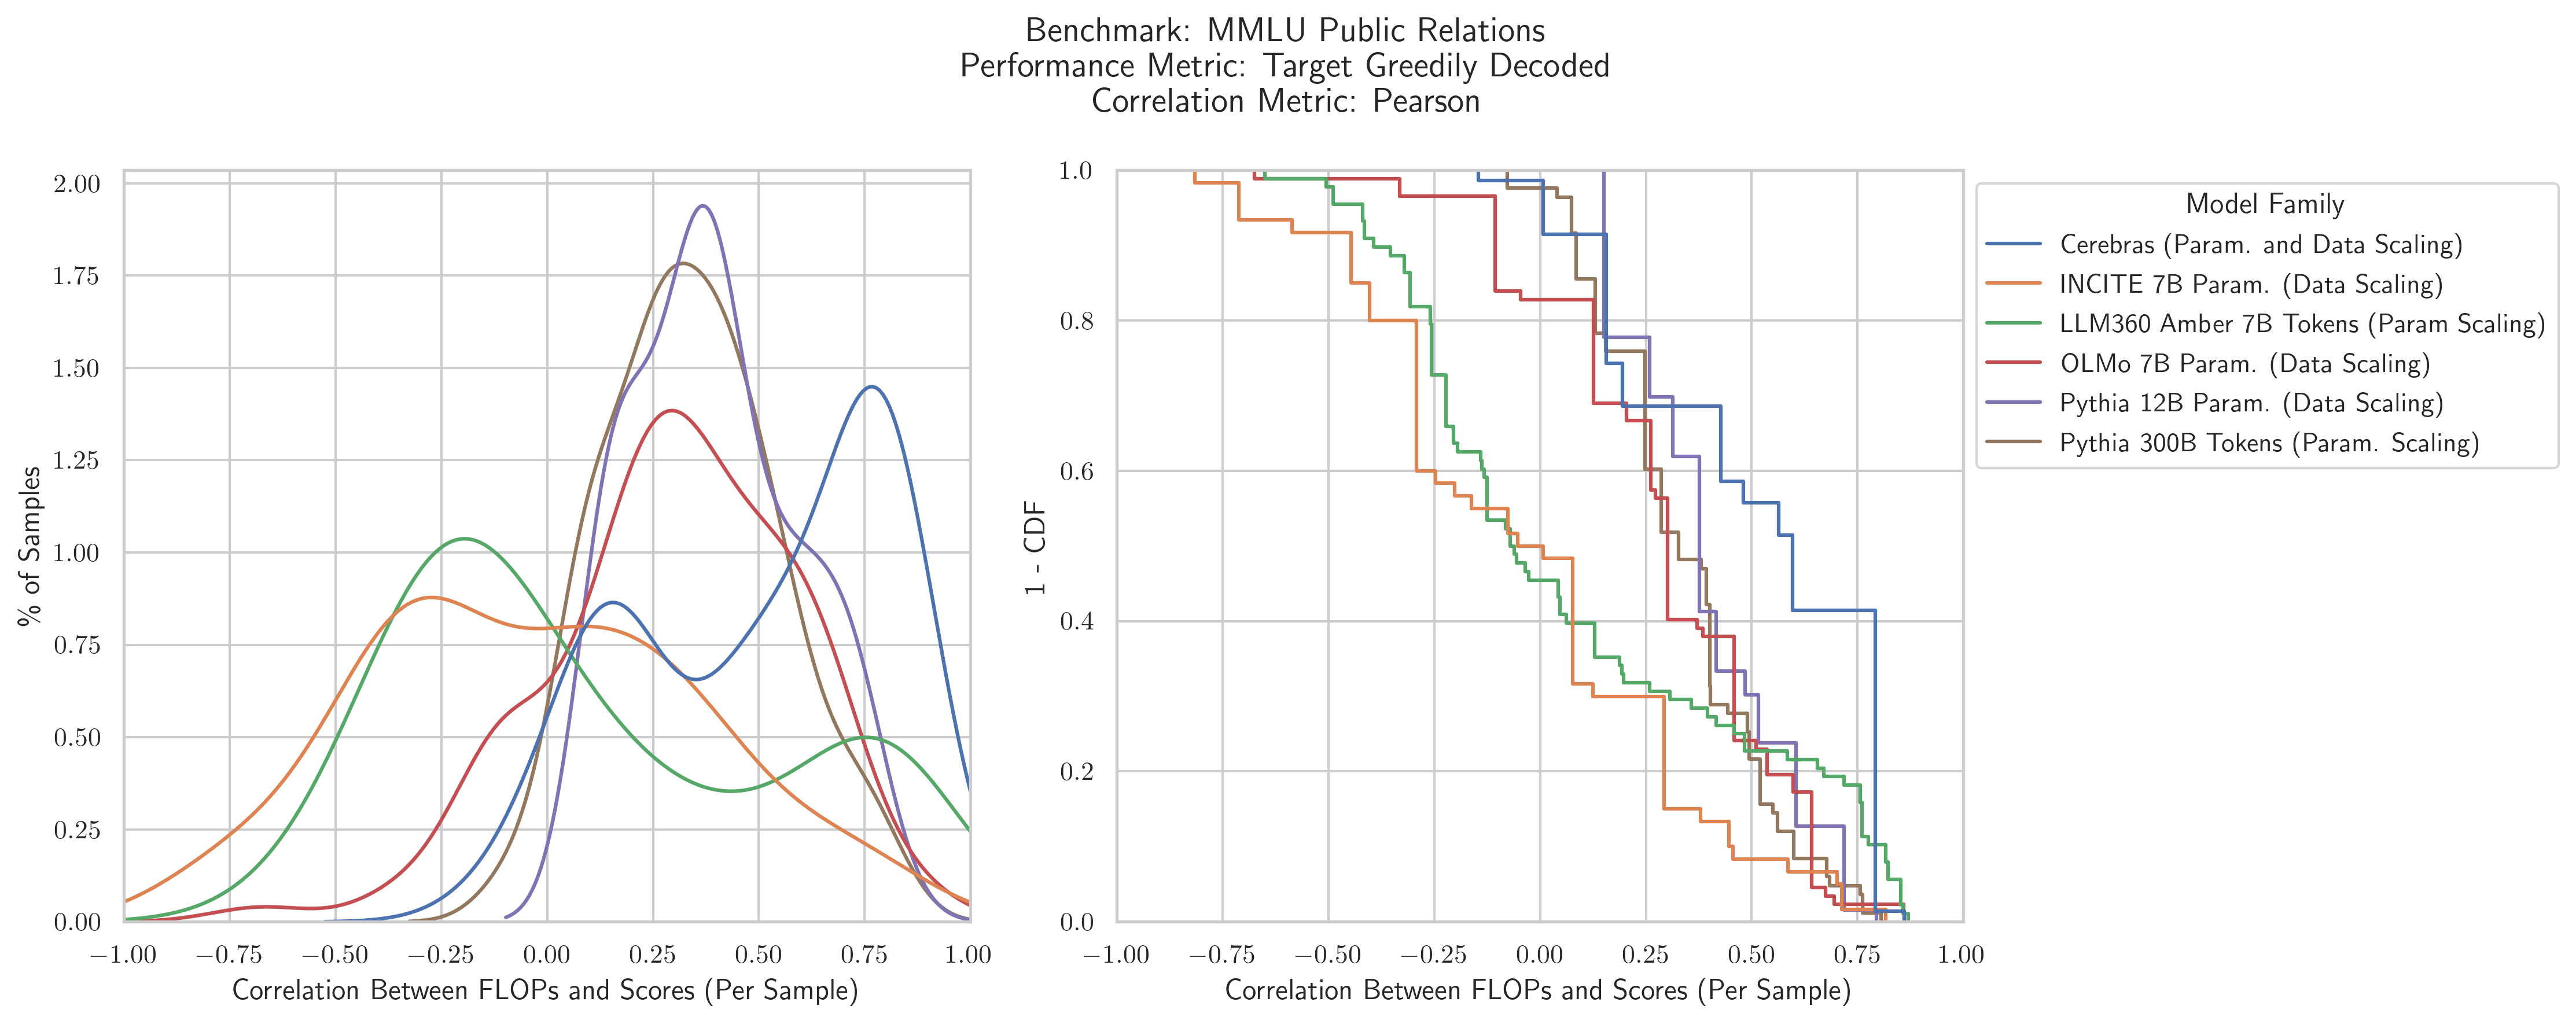 Benchmark: MMLU Public Relations
Performance Metric: Target Greedily Decoded
Correlation Metric: Pearson
% of Samples
2.00
1.75
1.50
1.25
1.00
0.75
0.50
0.25
0.00
−1.00 −0.75 −0.50 −0.25 0.00 0.25 0.50 0.75 1.00
Correlation Between FLOPs and Scores (Per Sample)
1 - CDF
1.0
0.8
0.6
0.4
0.2
0.0
−1.00 −0.75 −0.50 −0.25 0.00 0.25 0.50 0.75 1.00
Correlation Between FLOPs and Scores (Per Sample)
Model Family
Cerebras (Param. and Data Scaling)
INCITE 7B Param. (Data Scaling)
LLM360 Amber 7B Tokens (Param Scaling)
OLMo 7B Param. (Data Scaling)
Pythia 12B Param. (Data Scaling)
Pythia 300B Tokens (Param. Scaling)